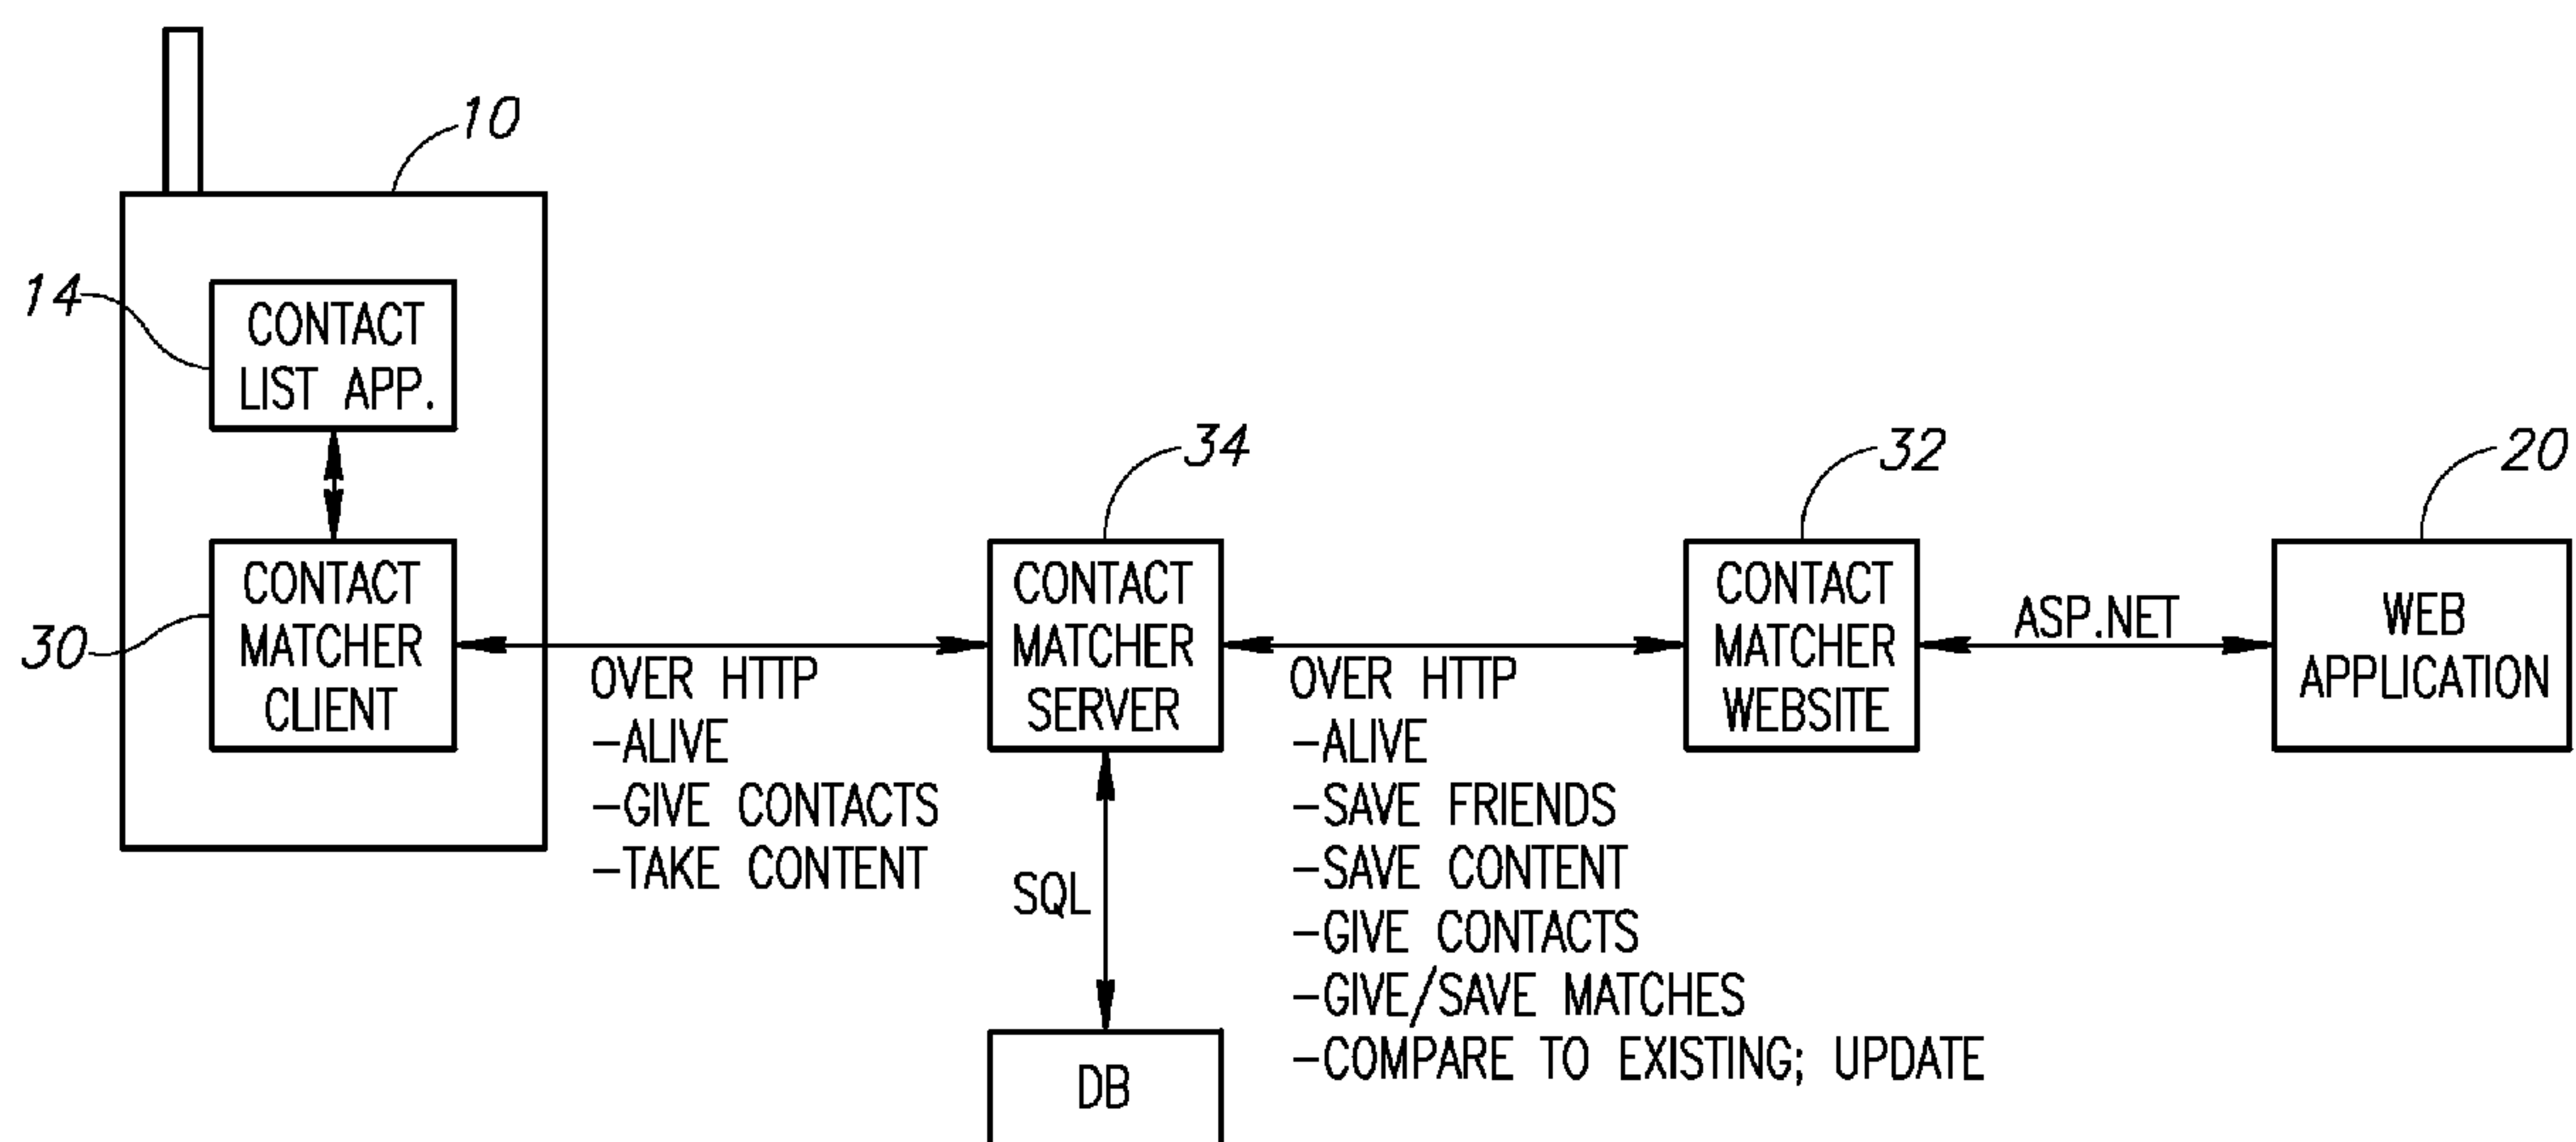 10
14
CONTACT
LIST APP.
30
CONTACT
MATCHER
CLIENT
OVER HTTP
-ALIVE
-GIVE CONTACTS
-TAKE CONTENT
34
CONTACT
MATCHER
SERVER
SQL
DB
OVER HTTP
-ALIVE
-SAVE FRIENDS
-SAVE CONTENT
-GIVE CONTACTS
-GIVE/SAVE MATCHES
-COMPARE TO EXISTING; UPDATE
32
CONTACT
MATCHER
WEBSITE
ASP.NET
20
WEB
APPLICATION